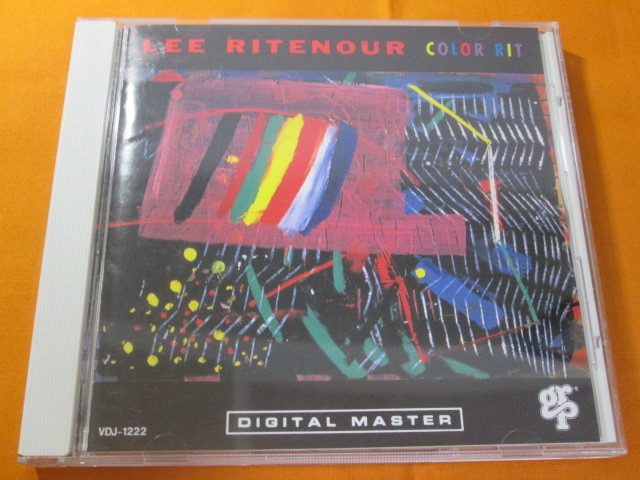 LEE RITENOUR COLOR RIT
VDJ-1222
DIGITAL MASTER
grp